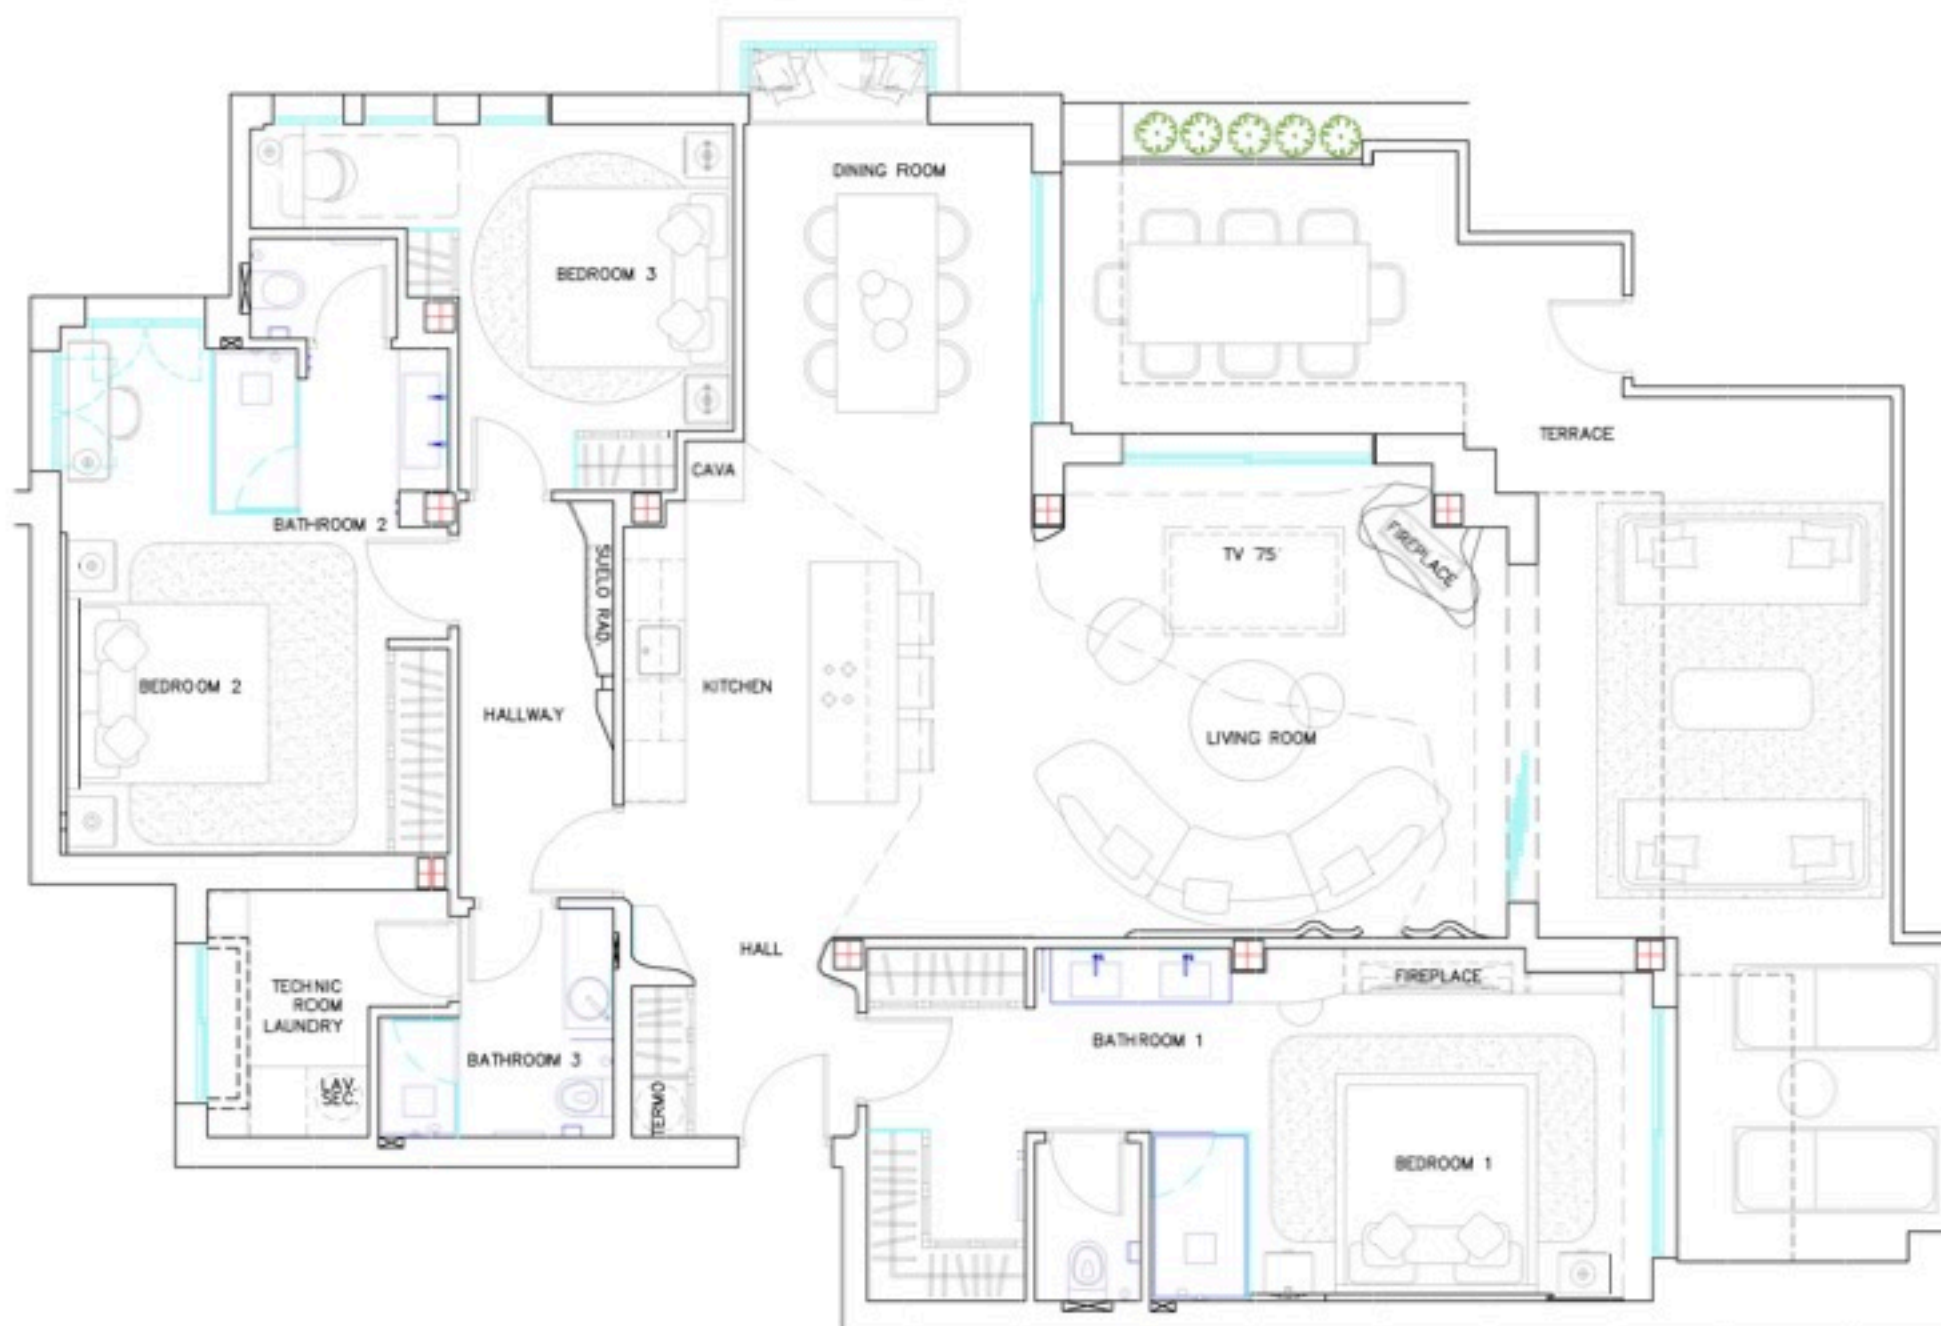 DINING ROOM
BEDROOM 3
TERRACE
CAVA
BATHROOM 2
SUELO RAD.
TV 75'
FIREPLACE
BEDROOM 2
KITCHEN
HALLWAY
LIVING ROOM
HALL
FIREPLACE
TECHNIC
ROOM
LAUNDRY
BATHROOM 3
BATHROOM 1
LAV.
SEC.
TERMO
BEDROOM 1